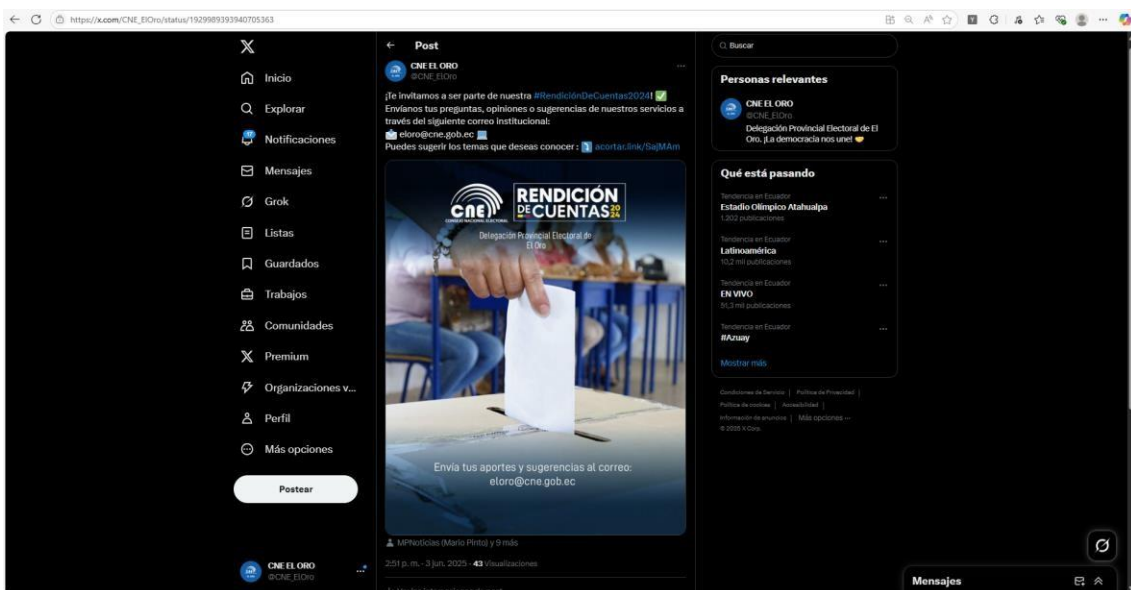 https://x.com/CNE_ElOro/status/1929989393940705363
Inicio
Explorar
17
Notificaciones
Mensajes
Grok
Listas
Guardados
Trabajos
Comunidades
Premium
Organizaciones v...
Perfil
Más opciones
Postear
CNE EL ORO
@CNE_ElOro
Post
CNE EL ORO
@CNE_ElOro
¡Te invitamos a ser parte de nuestra #RendiciónDeCuentas2024!
Envíanos tus preguntas, opiniones o sugerencias de nuestros servicios a
través del siguiente correo institucional:
eloro@cne.gob.ec
Puedes sugerir los temas que deseas conocer : acortar.link/SajMAm
cne
CONSEJO NACIONAL ELECTORAL
RENDICIÓN
DE CUENTAS 2024
Delegación Provincial Electoral de
El Oro
Envía tus aportes y sugerencias al correo:
eloro@cne.gob.ec
MPNoticias (Mario Pinto) y 9 más
2:51 p. m. · 3 jun. 2025 · 43 Visualizaciones
Buscar
Personas relevantes
CNE EL ORO
@CNE_ElOro
Delegación Provincial Electoral de El
Oro. ¡La democracia nos une!
Qué está pasando
Tendencia en Ecuador
Estadio Olímpico Atahualpa
1.202 publicaciones
Tendencia en Ecuador
Latinoamérica
10,2 mil publicaciones
Tendencia en Ecuador
EN VIVO
51,3 mil publicaciones
Tendencia en Ecuador
#Azuay
Mostrar más
Condiciones de Servicio | Política de Privacidad |
Política de cookies | Accesibilidad |
Información de anuncios | Más opciones ···
© 2025 X Corp.
Mensajes